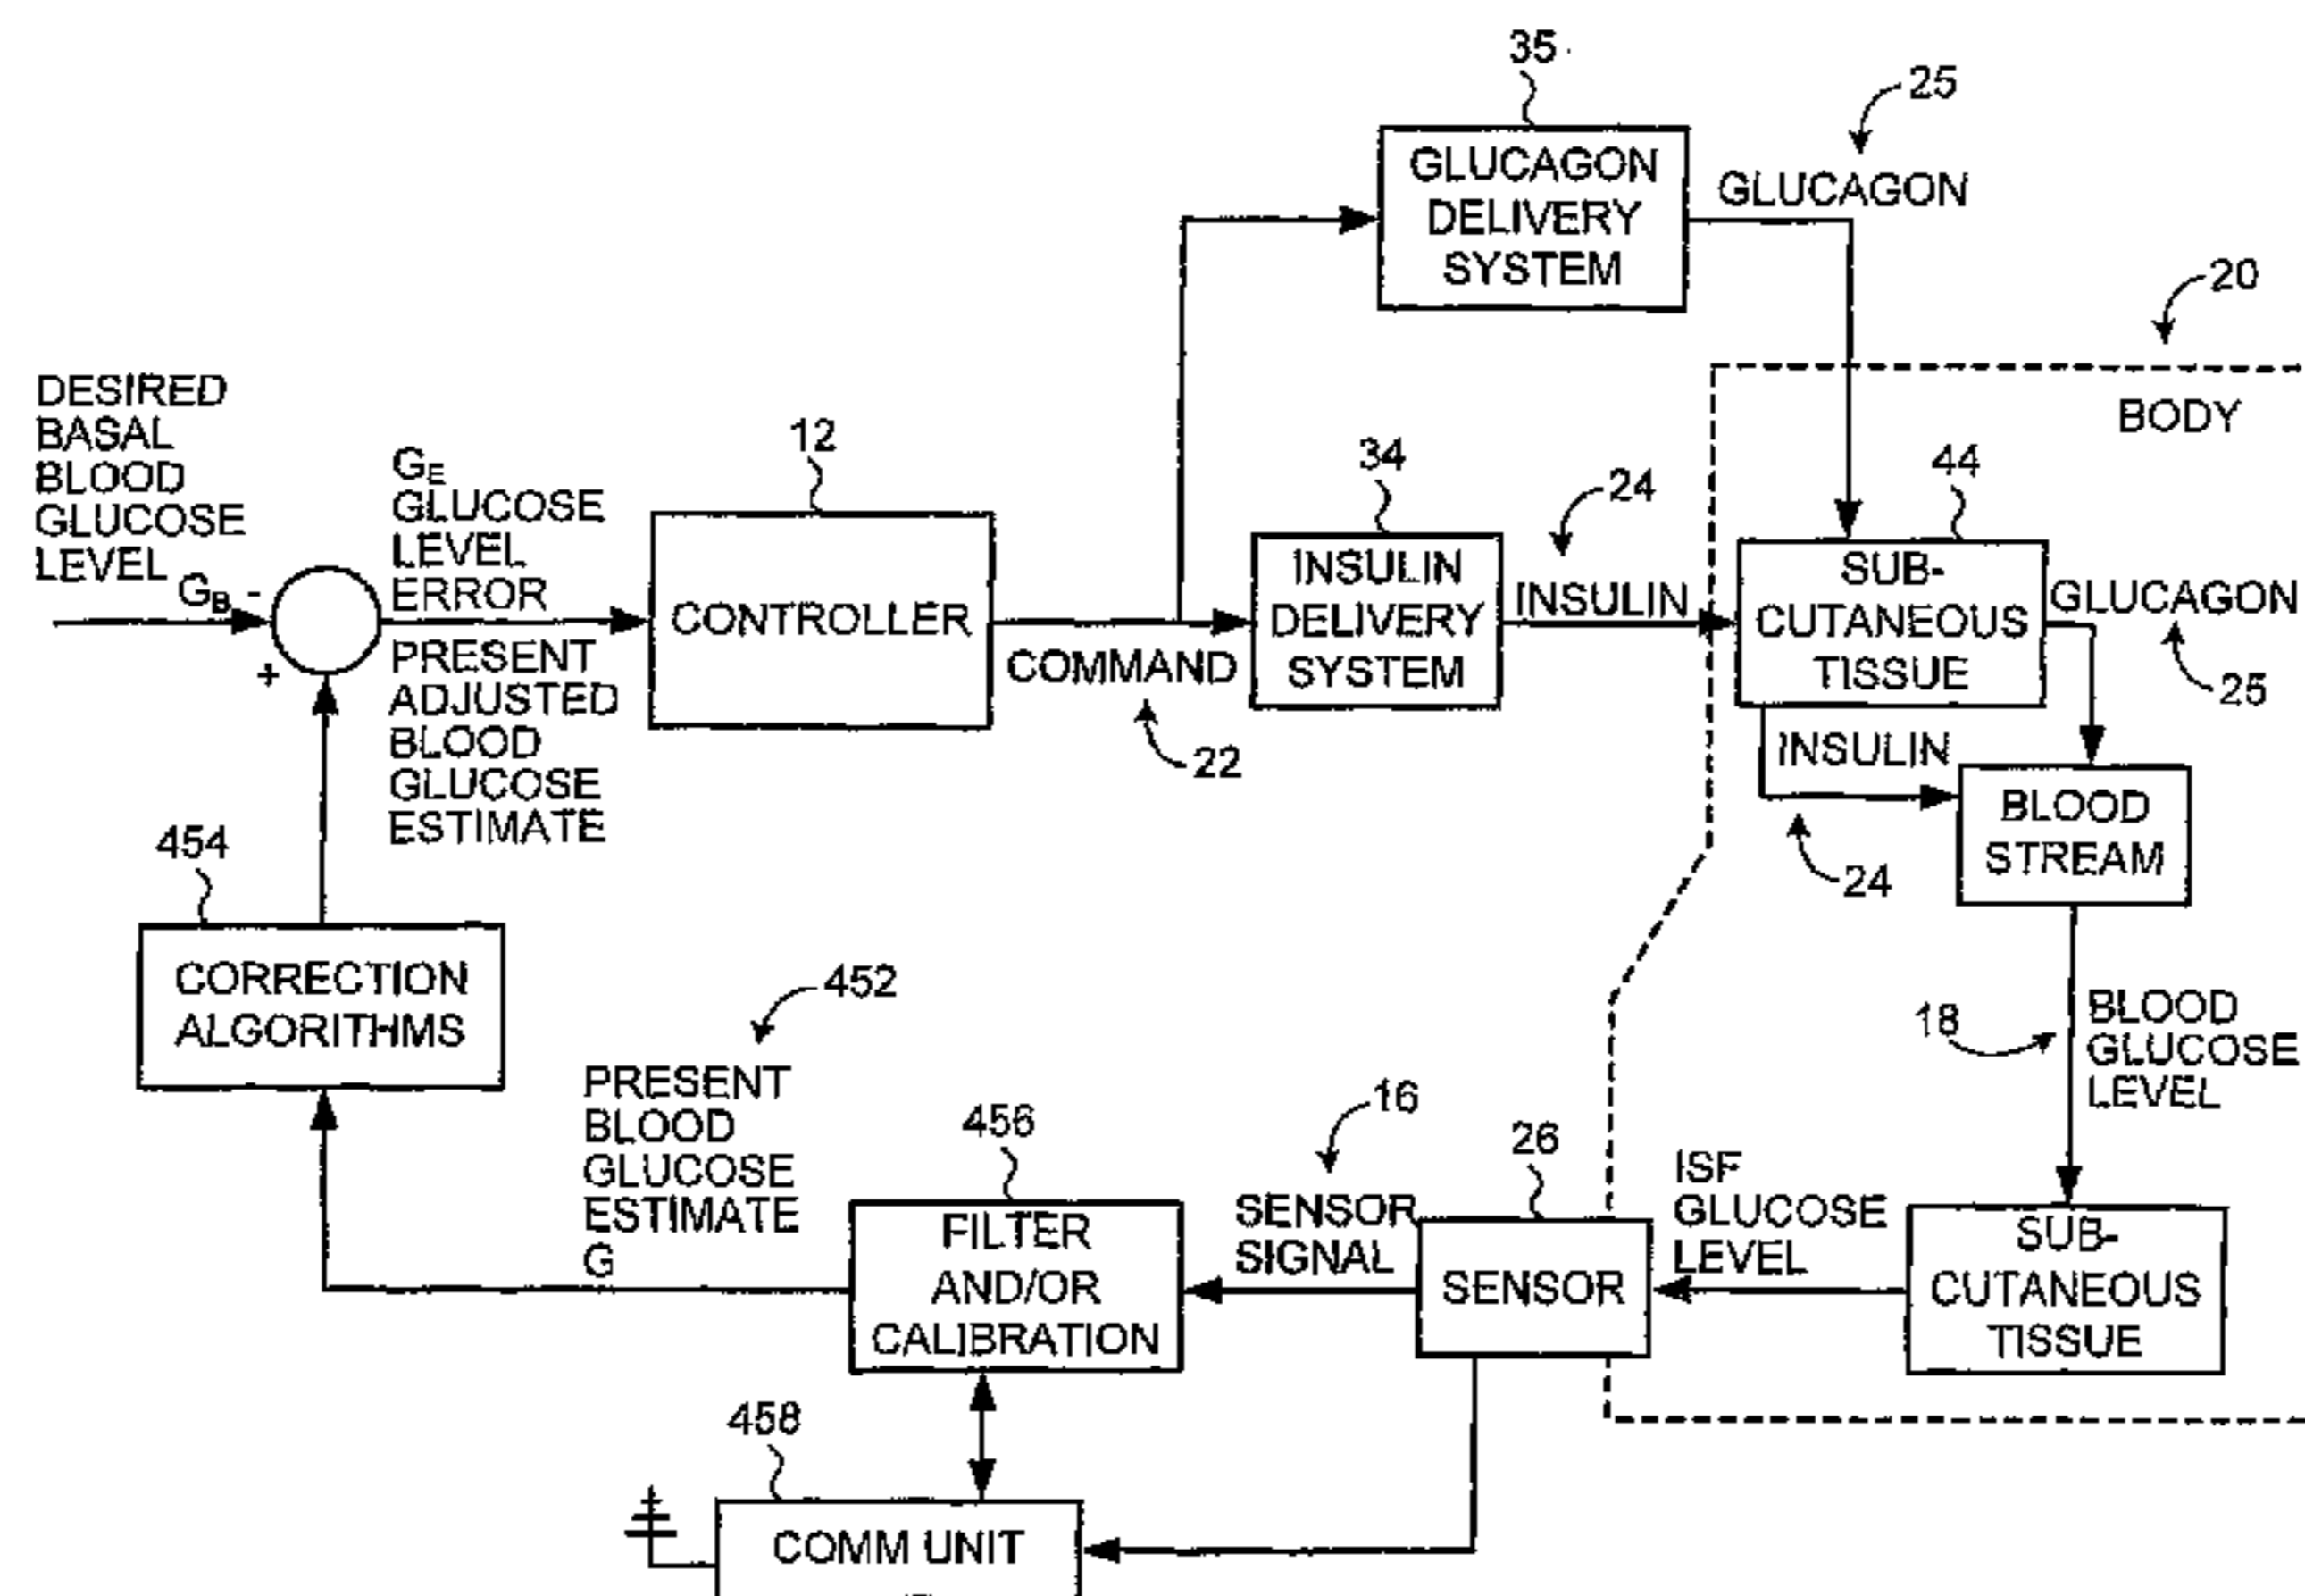 35
25
GLUCAGON
DELIVERY
SYSTEM
GLUCAGON
20
BODY
DESIRED
BASAL
BLOOD
GLUCOSE
LEVEL
GB -
+
GE
GLUCOSE
LEVEL
ERROR
PRESENT
ADJUSTED
BLOOD
GLUCOSE
ESTIMATE
12
CONTROLLER
COMMAND
22
34
INSULIN
DELIVERY
SYSTEM
24
INSULIN
44
SUB-
CUTANEOUS
TISSUE
GLUCAGON
25
INSULIN
24
BLOOD
STREAM
454
CORRECTION
ALGORITHMS
452
PRESENT
BLOOD
GLUCOSE
ESTIMATE
G
456
FILTER
AND/OR
CALIBRATION
16
SENSOR
SIGNAL
26
SENSOR
ISF
GLUCOSE
LEVEL
18
BLOOD
GLUCOSE
LEVEL
SUB-
CUTANEOUS
TISSUE
458
COMM UNIT